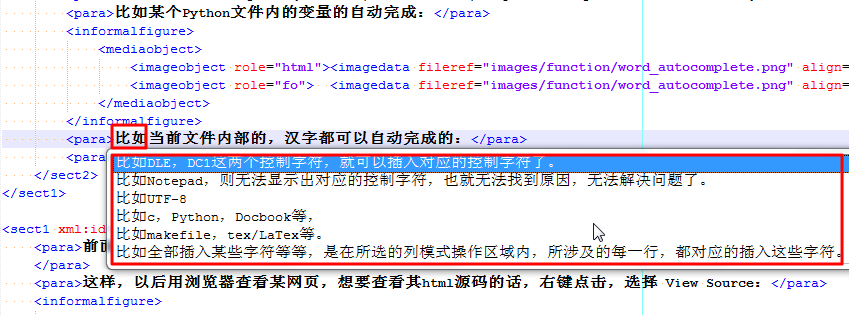 <para>比如某个Python文件内的变量的自动完成：</para>
<informalfigure>
<mediaobject>
<imageobject role="html"><imagedata fileref="images/function/word_autocomplete.png" align=
<imageobject role="fo"> <imagedata fileref="images/function/word_autocomplete.png" align=
</mediaobject>
</informalfigure>
<para>比如当前文件内部的，汉字都可以自动完成的：</para>
<para
比如DLE，DC1这两个控制字符，就可以插入对应的控制字符了。
</sect2>
比如Notepad，则无法显示出对应的控制字符，也就无法找到原因，无法解决问题了。
</sect1>
比如UTF-8
比如c，Python，Docbook等，
<sect1 xml:id
比如makefile，tex/LaTex等。
<para>前面
比如全部插入某些字符等等，是在所选的列模式操作区域内，所涉及的每一行，都对应的插入这些字符。
</para>
<para>这样，以后用浏览器查看某网页，想要查看其html源码的话，右键点击，选择 View Source：</para>
<informalfigure>